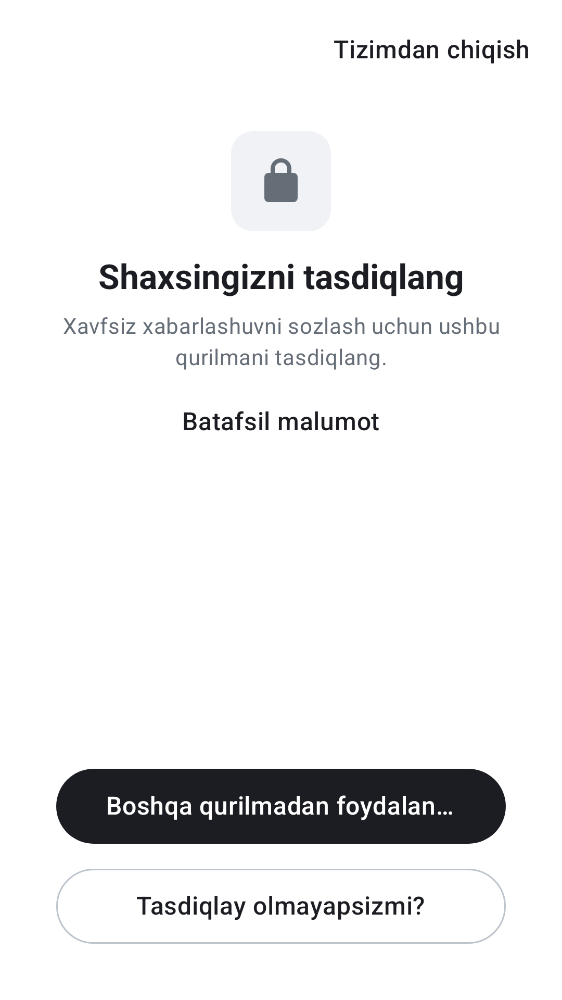 Tizimdan chiqish
Shaxsingizni tasdiqlang
Xavfsiz xabarlashuvni sozlash uchun ushbu
qurilmani tasdiqlang.
Batafsil malumot
Boshqa qurilmadan foydalan…
Tasdiqlay olmayapsizmi?